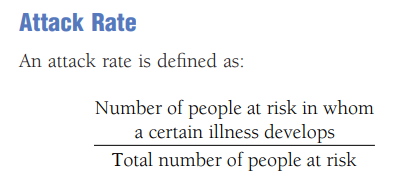 Attack Rate
An attack rate is defined as:
Number of people at risk in whom
a certain illness develops
Total number of people at risk